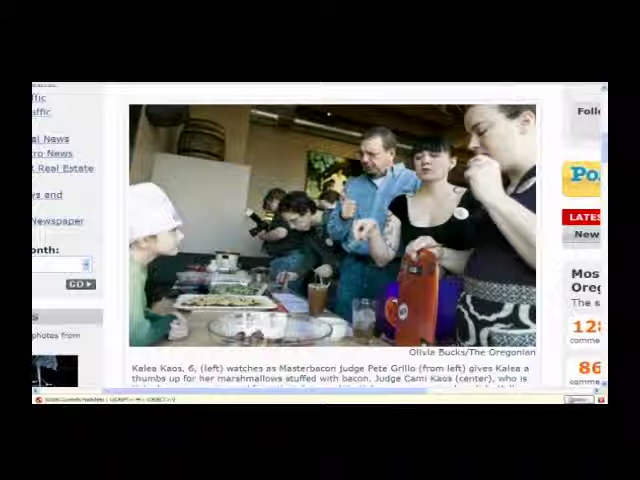 ffic
affic
al News
ro News
Real Estate
ws and
Newspaper
onth:
GO
s
photos from
Olivia Bucks/The Oregonian
Kalea Kaos, 6, (left) watches as Masterbacon judge Pete Grillo (from left) gives Kalea a
thumbs up for her marshmallows stuffed with bacon. Judge Cami Kaos (center), who is
Follo
Po
LATES
New
Mos
Oreg
The s
128
comme
86
comme